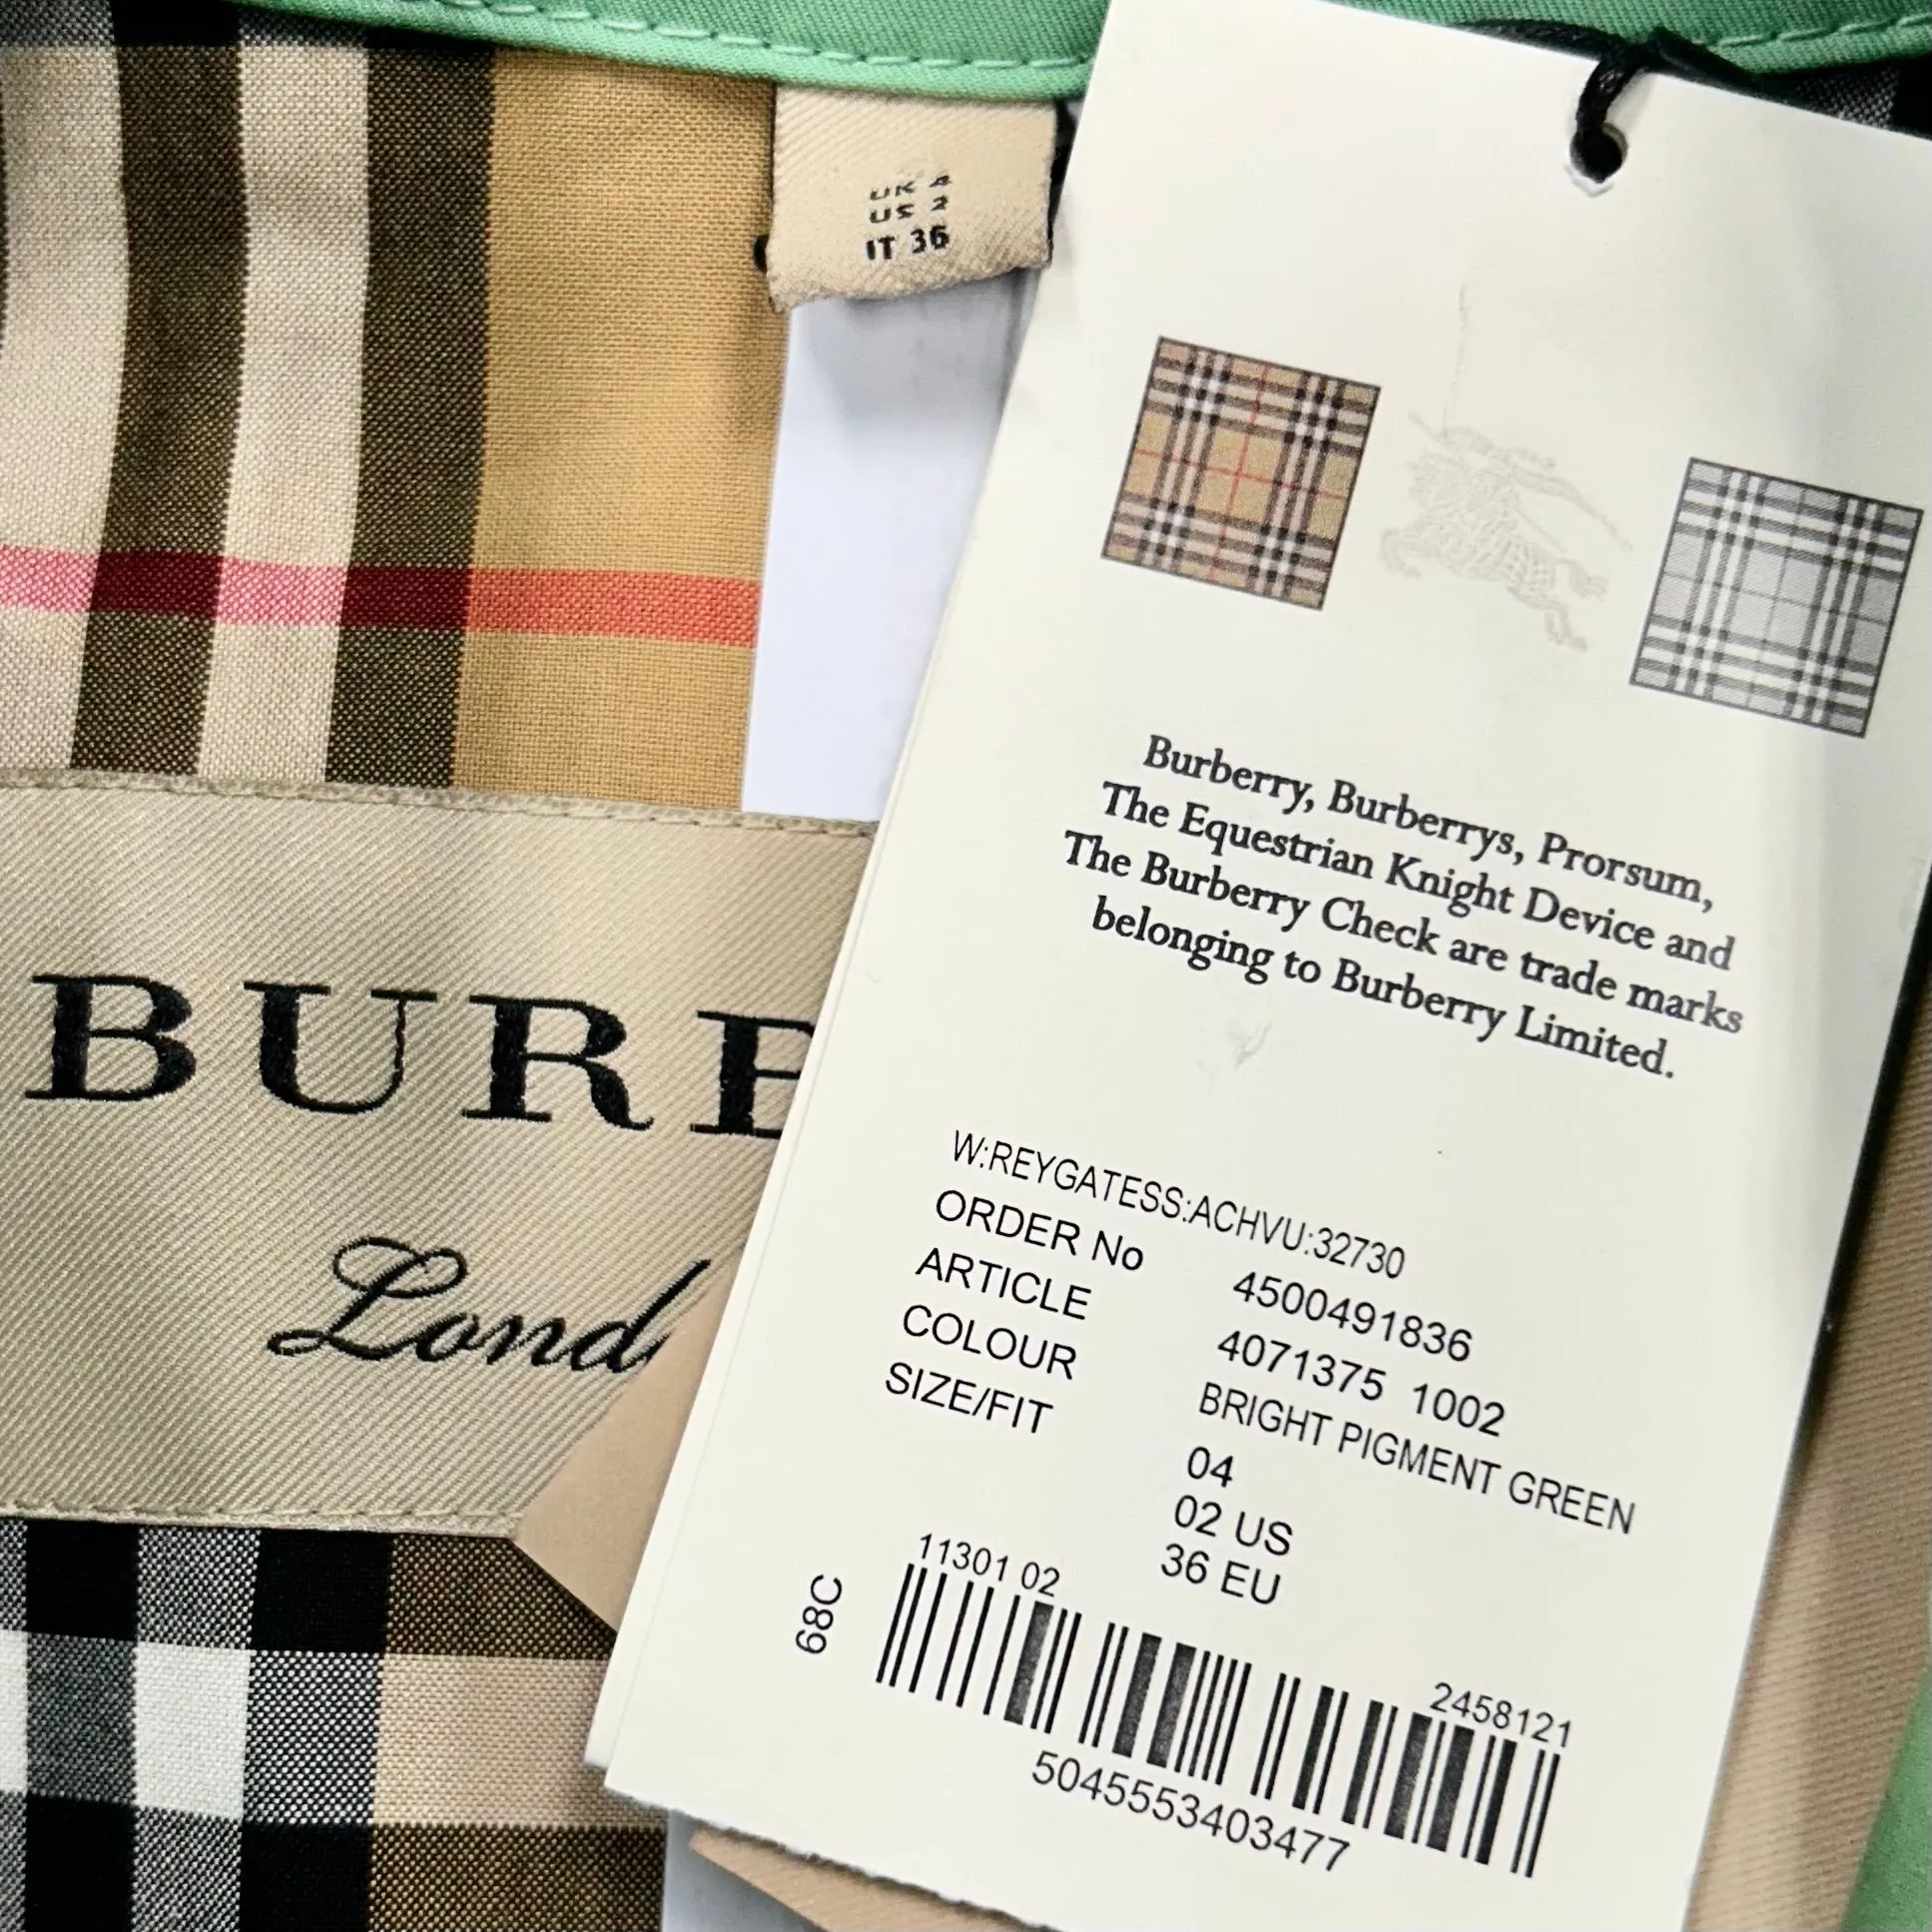 UK 4
US 2
IT 36
BURB
Lond
Burberry, Burberrys, Prorsum,
The Equestrian Knight Device and
The Burberry Check are trade marks
belonging to Burberry Limited.
W:REYGATESS:ACHVU:32730
ORDER No 4500491836
ARTICLE 4071375 1002
COLOUR BRIGHT PIGMENT GREEN
SIZE/FIT 04
02 US
36 EU
68C
11301 02
2458121
5045553403477